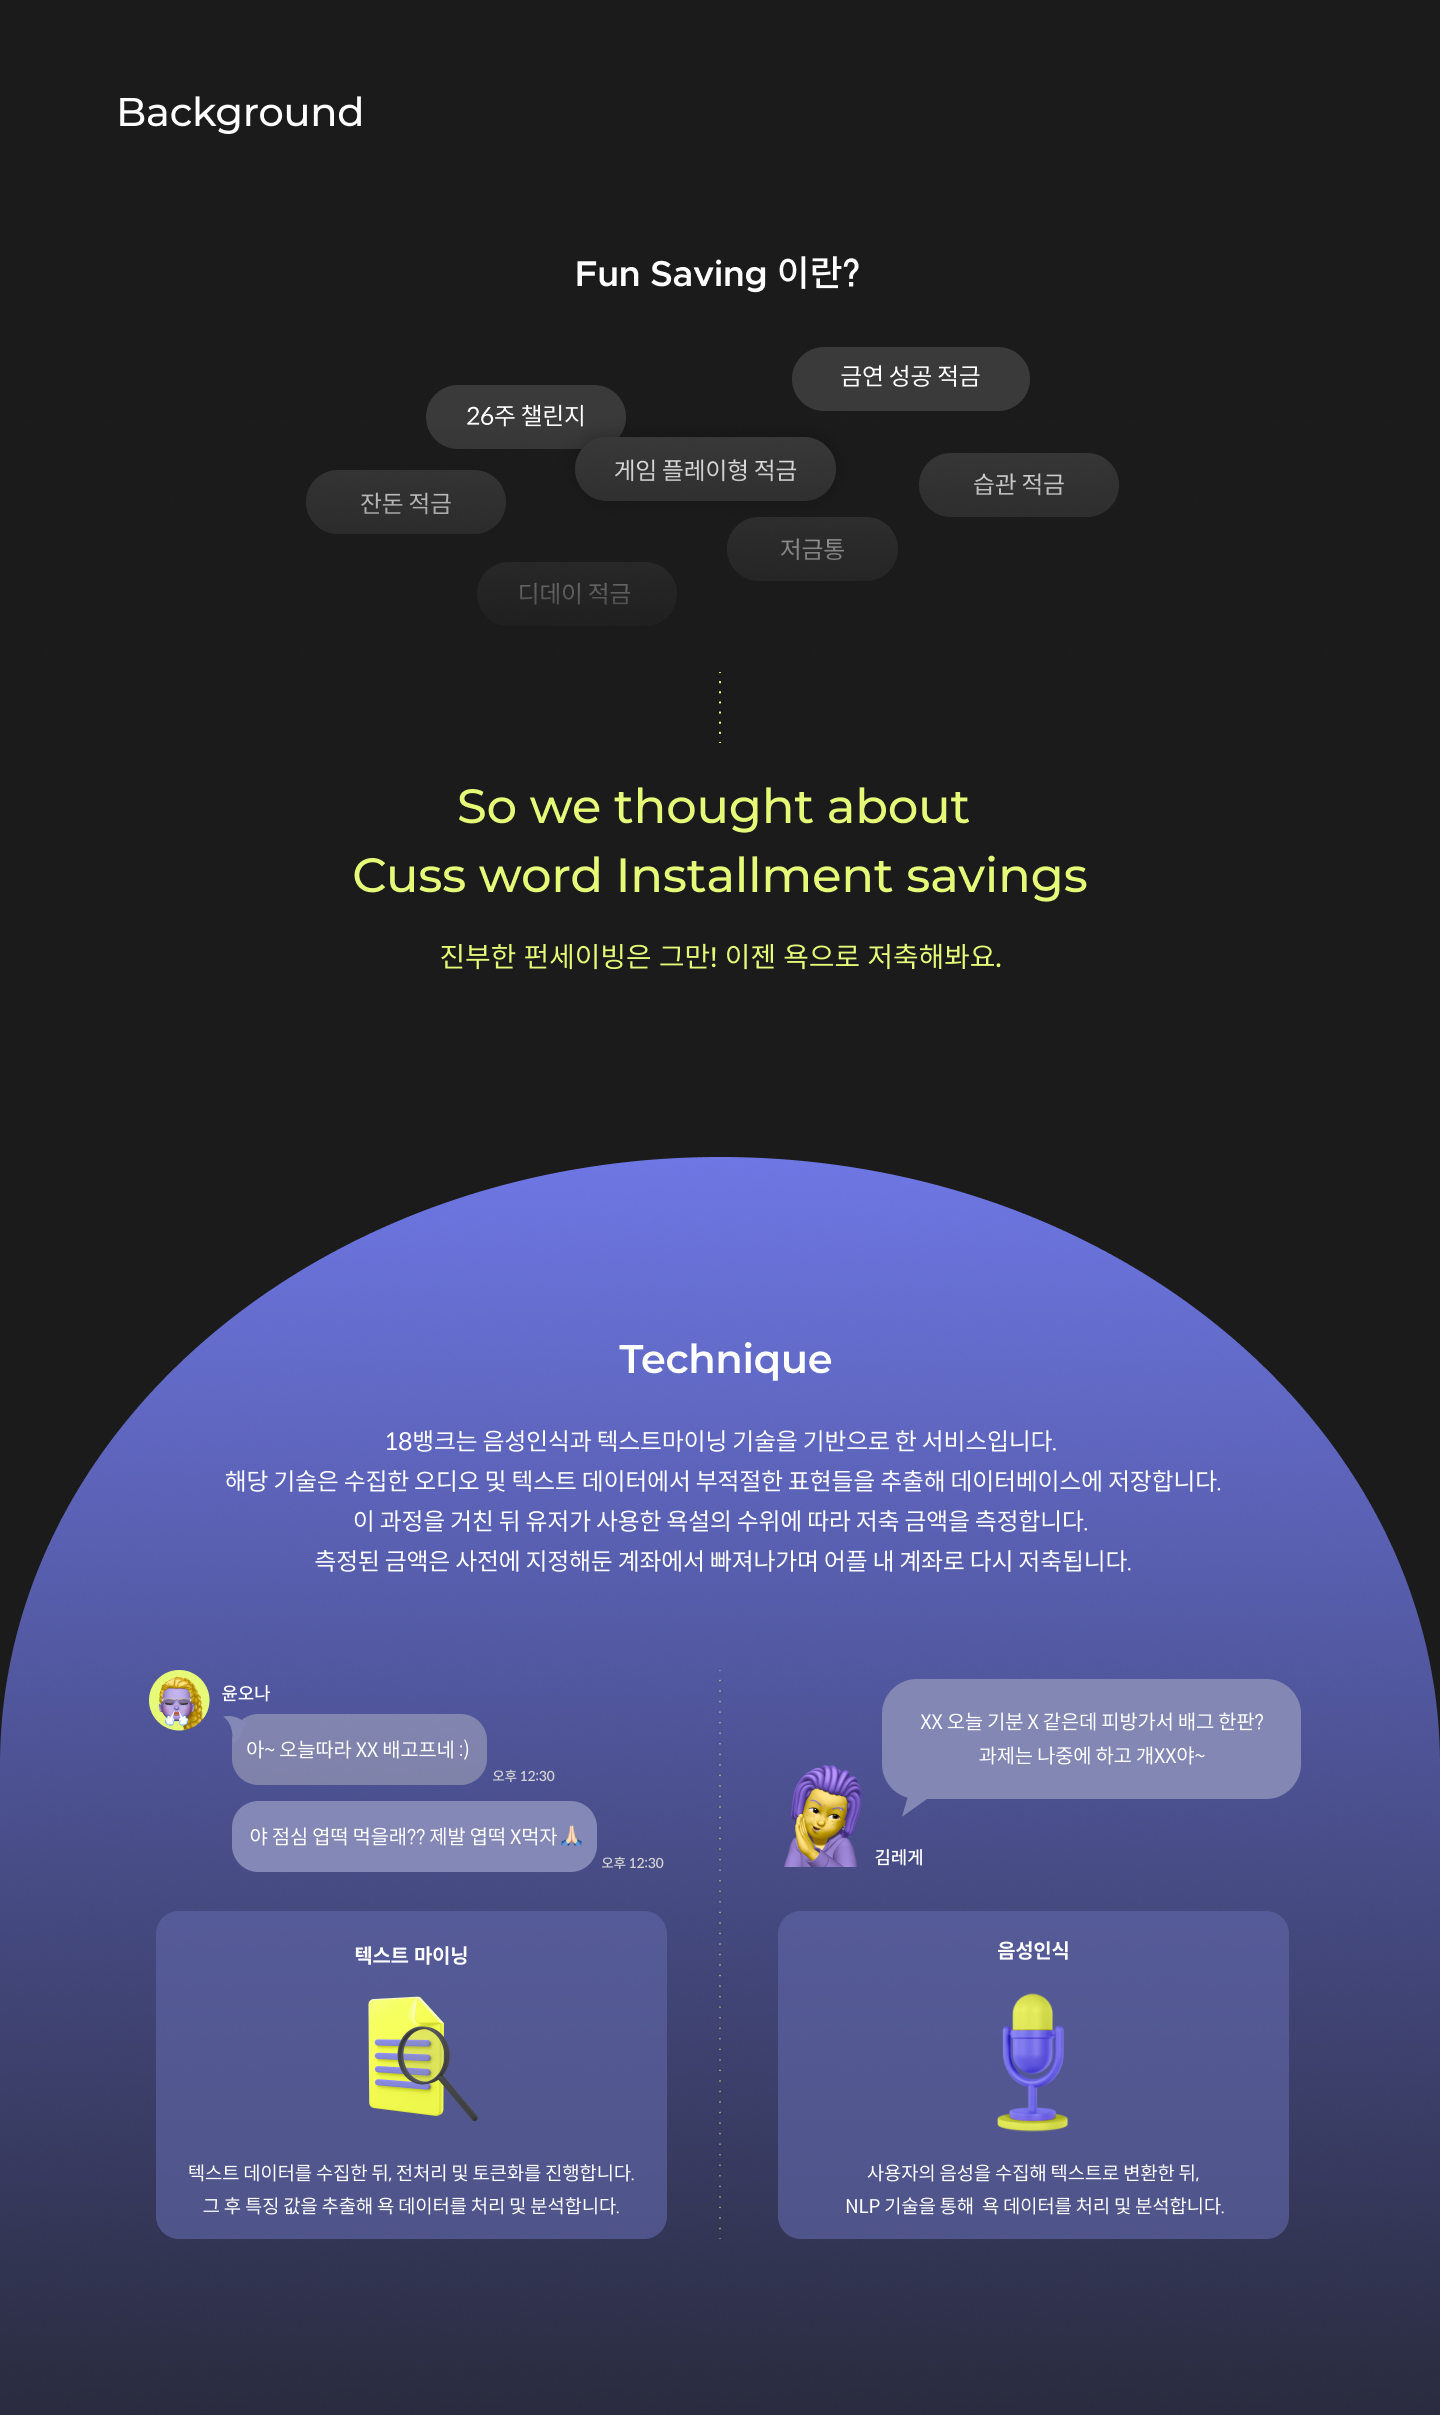 Background
Fun Saving 이란?
금연 성공 적금
26주 챌린지
게임 플레이형 적금
습관 적금
잔돈 적금
저금통
디데이 적금
So we thought about
Cuss word Installment savings
진부한 펀세이빙은 그만! 이젠 욕으로 저축해봐요.
Technique
18뱅크는 음성인식과 텍스트마이닝 기술을 기반으로 한 서비스입니다.
해당 기술은 수집한 오디오 및 텍스트 데이터에서 부적절한 표현들을 추출해 데이터베이스에 저장합니다.
이 과정을 거친 뒤 유저가 사용한 욕설의 수위에 따라 저축 금액을 측정합니다.
측정된 금액은 사전에 지정해둔 계좌에서 빠져나가며 어플 내 계좌로 다시 저축됩니다.
윤오나
아~ 오늘따라 XX 배고프네 :)
오후 12:30
야 점심 엽떡 먹을래?? 제발 엽떡 X먹자🙏🏻
오후 12:30
XX 오늘 기분 X 같은데 피방가서 배그 한판?
과제는 나중에 하고 개XX야~
김레게
텍스트 마이닝
텍스트 데이터를 수집한 뒤, 전처리 및 토큰화를 진행합니다.
그 후 특징 값을 추출해 욕 데이터를 처리 및 분석합니다.
음성인식
사용자의 음성을 수집해 텍스트로 변환한 뒤,
NLP 기술을 통해 욕 데이터를 처리 및 분석합니다.